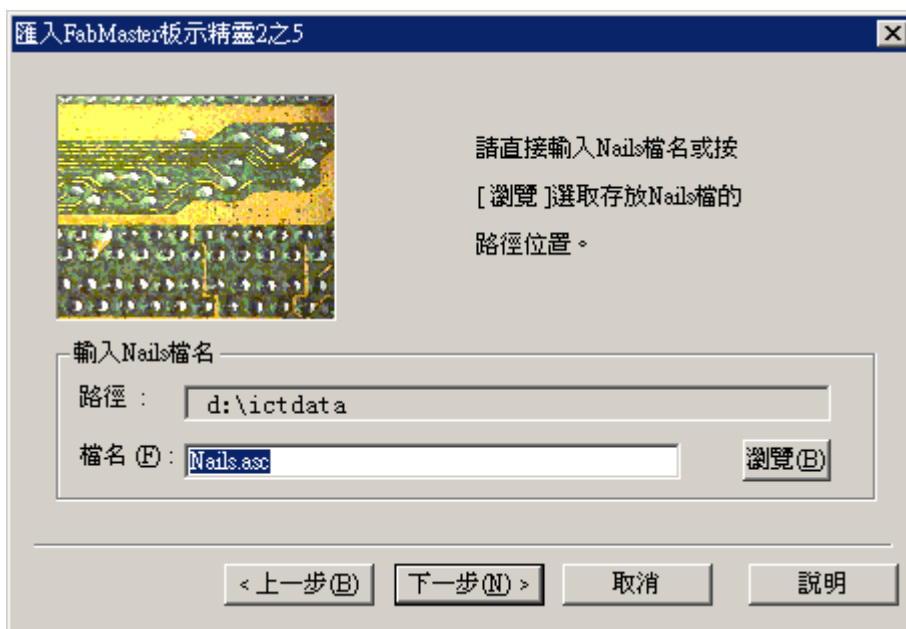 匯入FabMaster板示精靈2之5
請直接輸入Nails檔名或按
[ 瀏覽 ]選取存放Nails檔的
路徑位置。
輸入Nails檔名
路徑 : d:\ictdata
檔名 (F) : Nails.asc 瀏覽(B)
< 上一步(B) 下一步(N) > 取消 說明